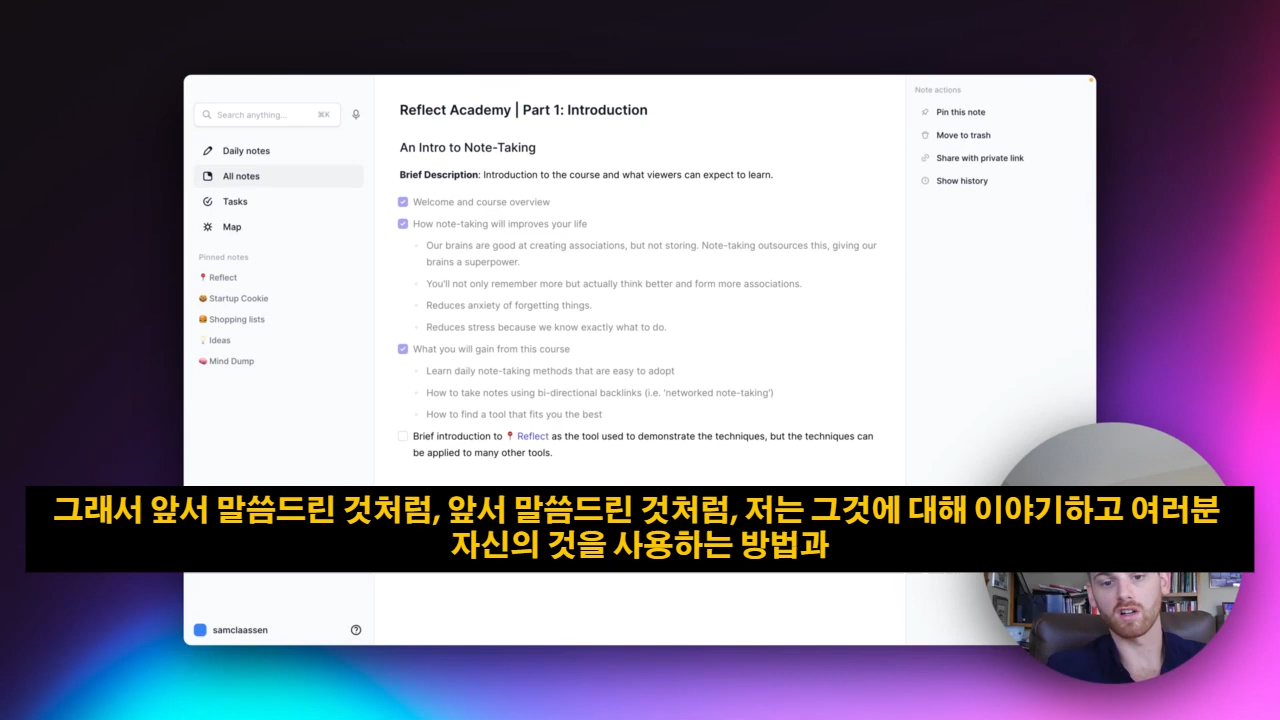 Search anything...
⌘K
Daily notes
All notes
Tasks
Map
Pinned notes
Reflect
Startup Cookie
Shopping lists
Ideas
Mind Dump
samclaassen
Reflect Academy | Part 1: Introduction
An Intro to Note-Taking
Brief Description: Introduction to the course and what viewers can expect to learn.
Welcome and course overview
How note-taking will improves your life
Our brains are good at creating associations, but not storing. Note-taking outsources this, giving our
brains a superpower.
You'll not only remember more but actually think better and form more associations.
Reduces anxiety of forgetting things.
Reduces stress because we know exactly what to do.
What you will gain from this course
Learn daily note-taking methods that are easy to adopt
How to take notes using bi-directional backlinks (i.e. 'networked note-taking')
How to find a tool that fits you the best
Brief introduction to 📍 Reflect as the tool used to demonstrate the techniques, but the techniques can
be applied to many other tools.
Note actions
Pin this note
Move to trash
Share with private link
Show history
그래서 앞서 말씀드린 것처럼, 앞서 말씀드린 것처럼, 저는 그것에 대해 이야기하고 여러분
자신의 것을 사용하는 방법과